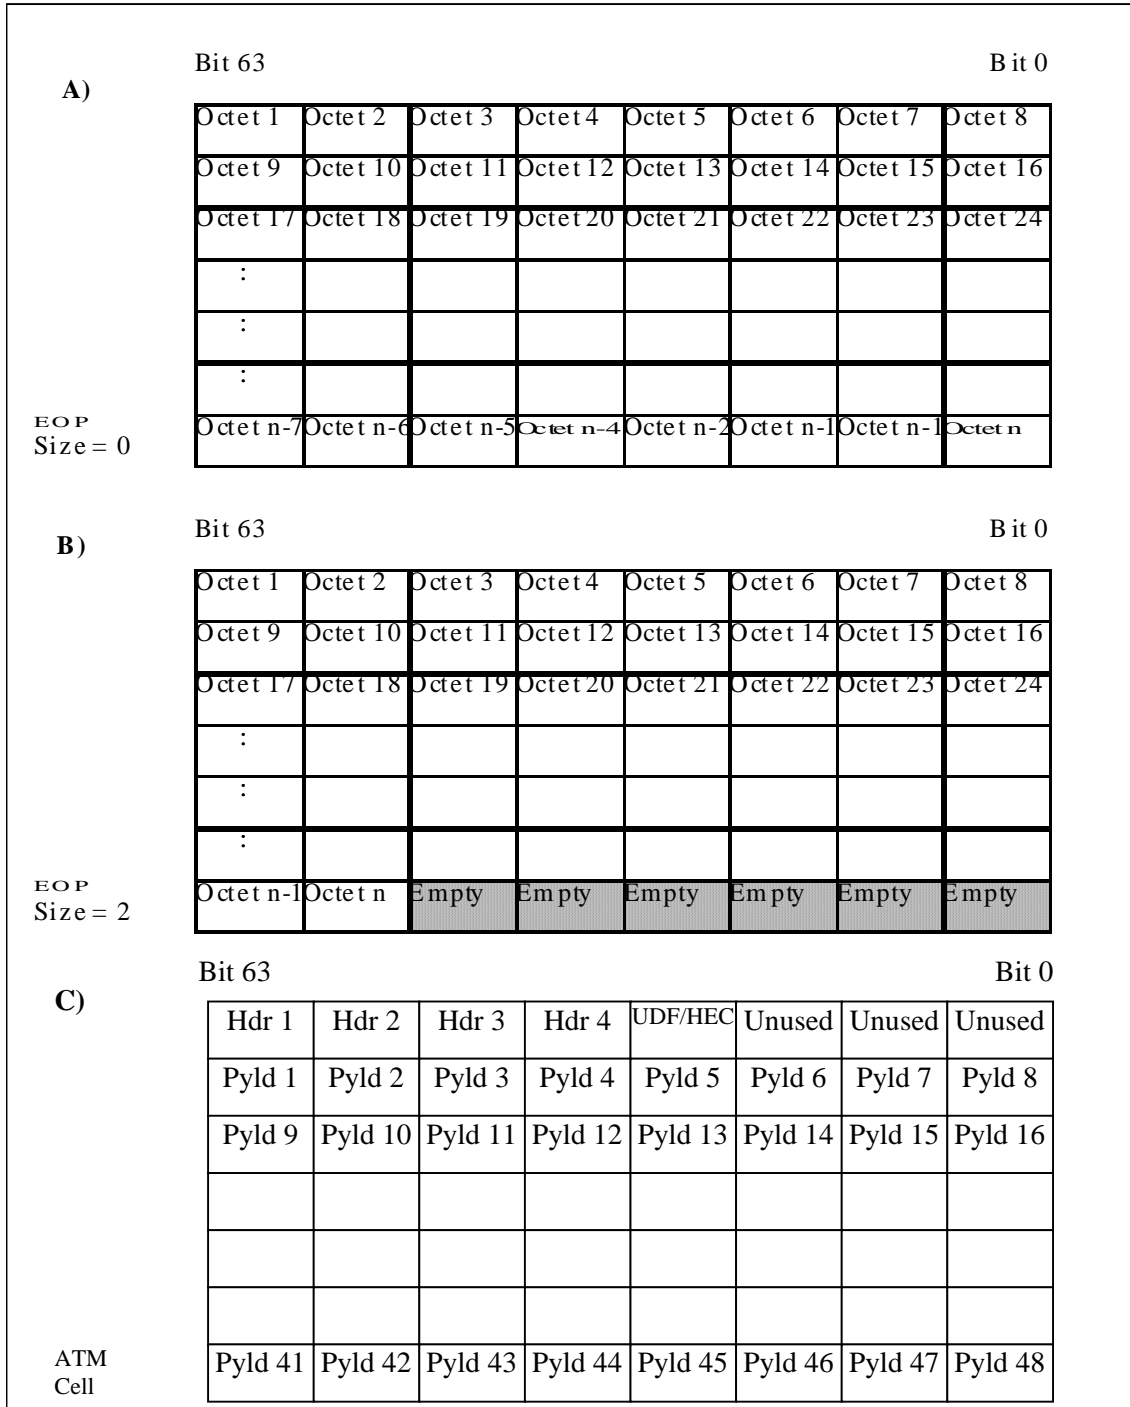 Bit 63 Bit 0
A)
Octet 1 Octet 2 Octet 3 Octet 4 Octet 5 Octet 6 Octet 7 Octet 8
Octet 9 Octet 10 Octet 11 Octet 12 Octet 13 Octet 14 Octet 15 Octet 16
Octet 17 Octet 18 Octet 19 Octet 20 Octet 21 Octet 22 Octet 23 Octet 24
:
:
:
EOP
Size = 0
Octet n-7 Octet n-6 Octet n-5 Octet n-4 Octet n-2 Octet n-1 Octet n-1 Octet n
Bit 63 Bit 0
B)
Octet 1 Octet 2 Octet 3 Octet 4 Octet 5 Octet 6 Octet 7 Octet 8
Octet 9 Octet 10 Octet 11 Octet 12 Octet 13 Octet 14 Octet 15 Octet 16
Octet 17 Octet 18 Octet 19 Octet 20 Octet 21 Octet 22 Octet 23 Octet 24
:
:
:
EOP
Size = 2
Octet n-1 Octet n Empty Empty Empty Empty Empty Empty
Bit 63 Bit 0
C)
Hdr 1 Hdr 2 Hdr 3 Hdr 4 UDF/HEC Unused Unused Unused
Pyld 1 Pyld 2 Pyld 3 Pyld 4 Pyld 5 Pyld 6 Pyld 7 Pyld 8
Pyld 9 Pyld 10 Pyld 11 Pyld 12 Pyld 13 Pyld 14 Pyld 15 Pyld 16
ATM
Cell
Pyld 41 Pyld 42 Pyld 43 Pyld 44 Pyld 45 Pyld 46 Pyld 47 Pyld 48